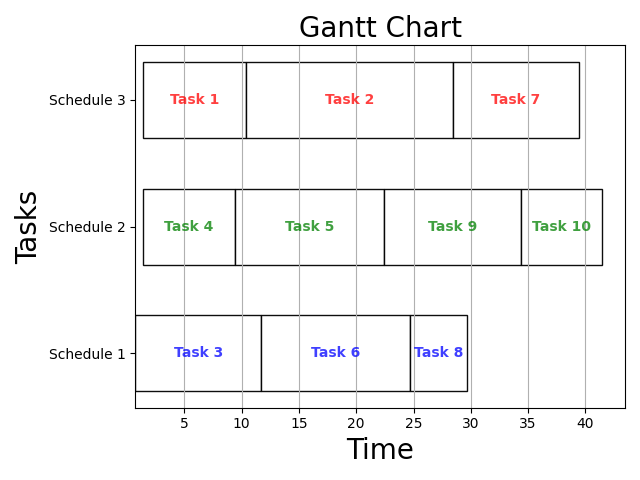 Gantt Chart
Tasks
Schedule 3
Task 1 Task 2 Task 7
Schedule 2
Task 4 Task 5 Task 9 Task 10
Schedule 1
Task 3 Task 6 Task 8
5 10 15 20 25 30 35 40
Time